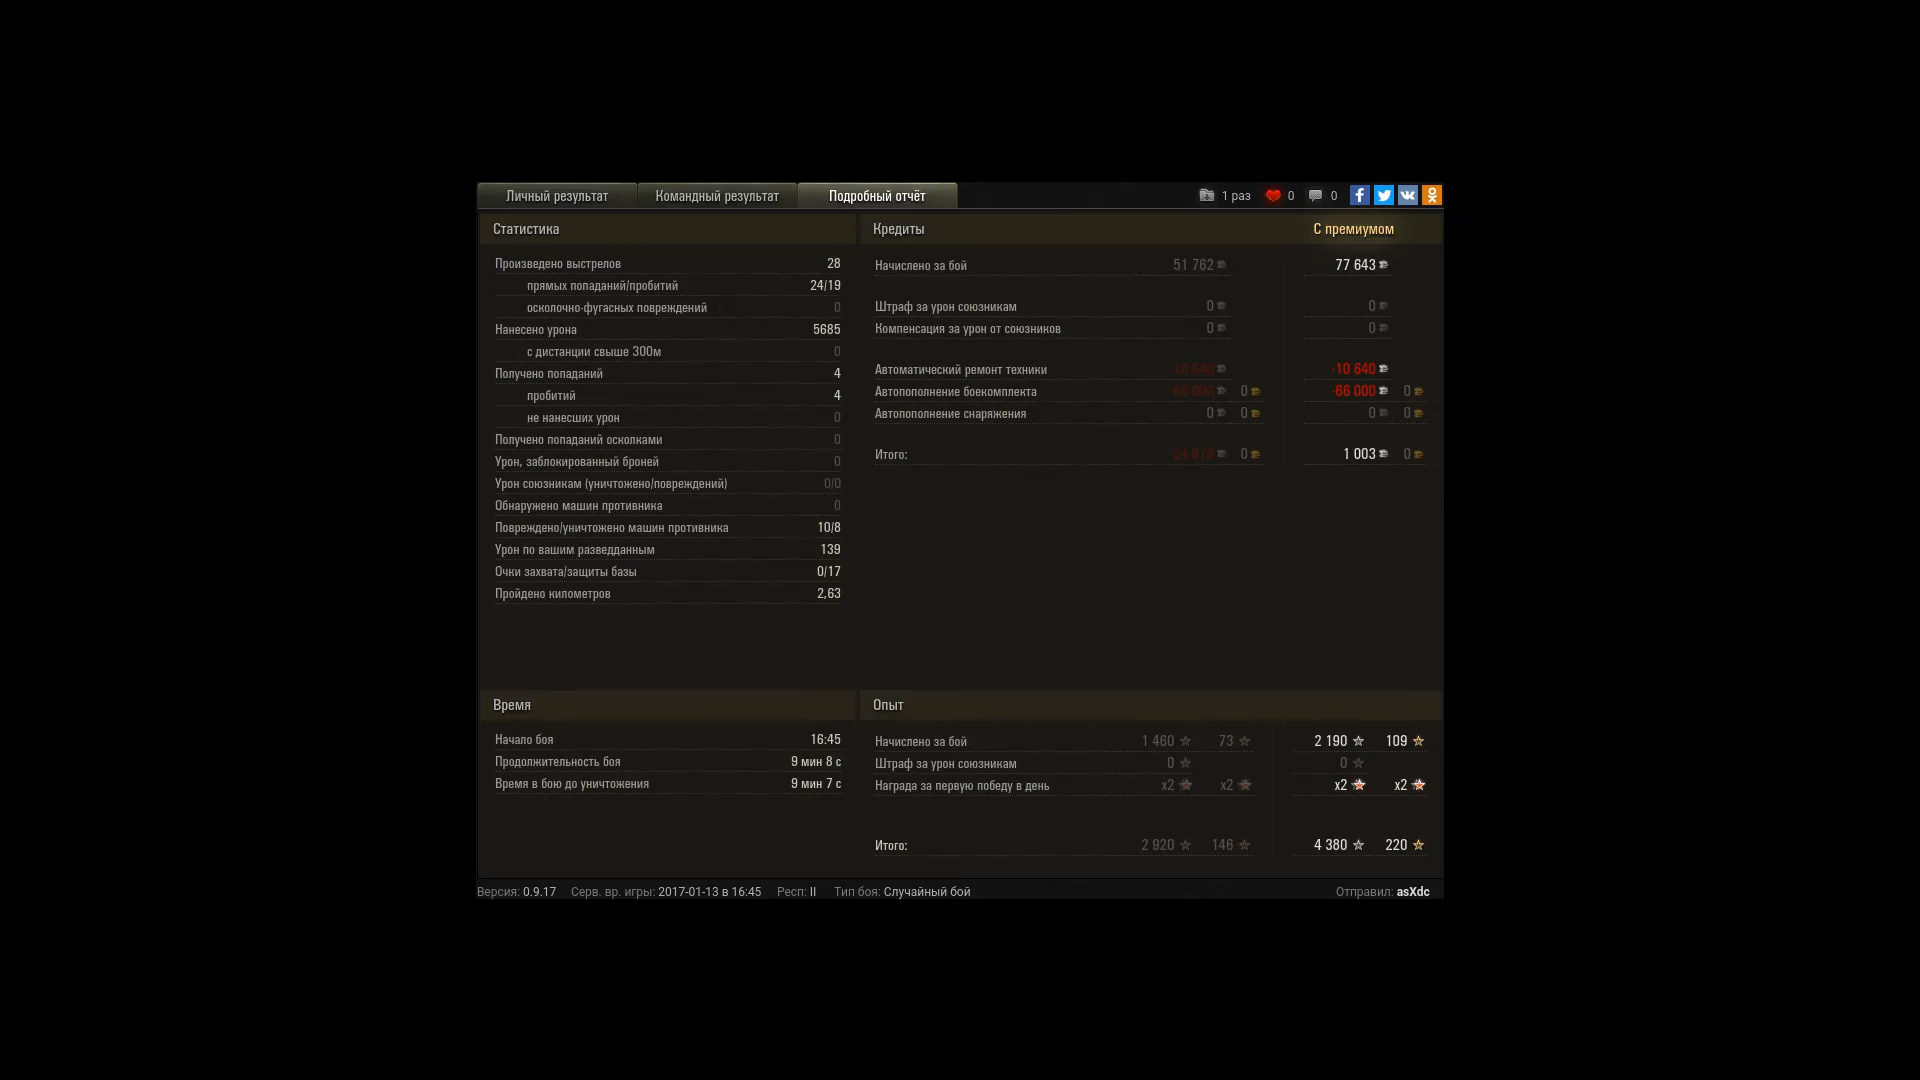 Личный результат Командный результат Подробный отчёт 1 раз 0 0
Статистика
Произведено выстрелов 28
прямых попаданий/пробитий 24/19
осколочно-фугасных повреждений 0
Нанесено урона 5685
с дистанции свыше 300м 0
Получено попаданий 4
пробитий 4
не нанесших урон 0
Получено попаданий осколками 0
Урон, заблокированный броней 0
Урон союзникам (уничтожено/повреждений) 0/0
Обнаружено машин противника 0
Повреждено/уничтожено машин противника 10/8
Урон по вашим разведданным 139
Очки захвата/защиты базы 0/17
Пройдено километров 2,63
Кредиты С премиумом
Начислено за бой 51 762 77 643
Штраф за урон союзникам 0 0
Компенсация за урон от союзников 0 0
Автоматический ремонт техники -10 640 -10 640
Автопополнение боекомплекта -66 000 0 -66 000 0
Автопополнение снаряжения 0 0 0 0
Итого: -24 878 0 1 003 0
Время
Начало боя 16:45
Продолжительность боя 9 мин 8 с
Время в бою до уничтожения 9 мин 7 с
Опыт
Начислено за бой 1 460 73 2 190 109
Штраф за урон союзникам 0 0
Награда за первую победу в день x2 x2 x2 x2
Итого: 2 920 146 4 380 220
Версия: 0.9.17 Серв. вр. игры: 2017-01-13 в 16:45 Респ: II Тип боя: Случайный бой Отправил: asXdc